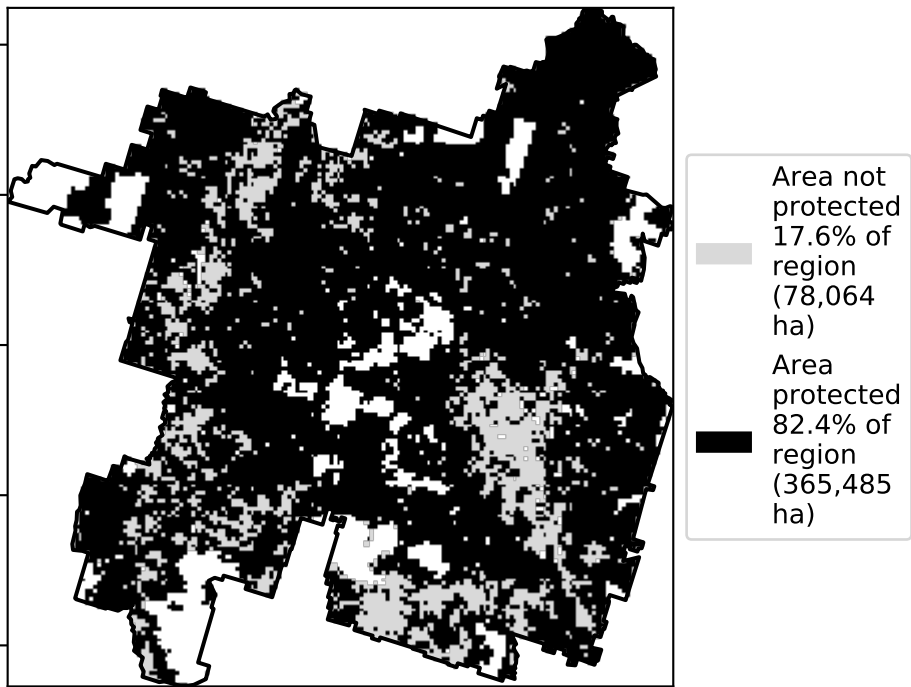 Area not
protected
17.6% of
region
(78,064
ha)
Area
protected
82.4% of
region
(365,485
ha)